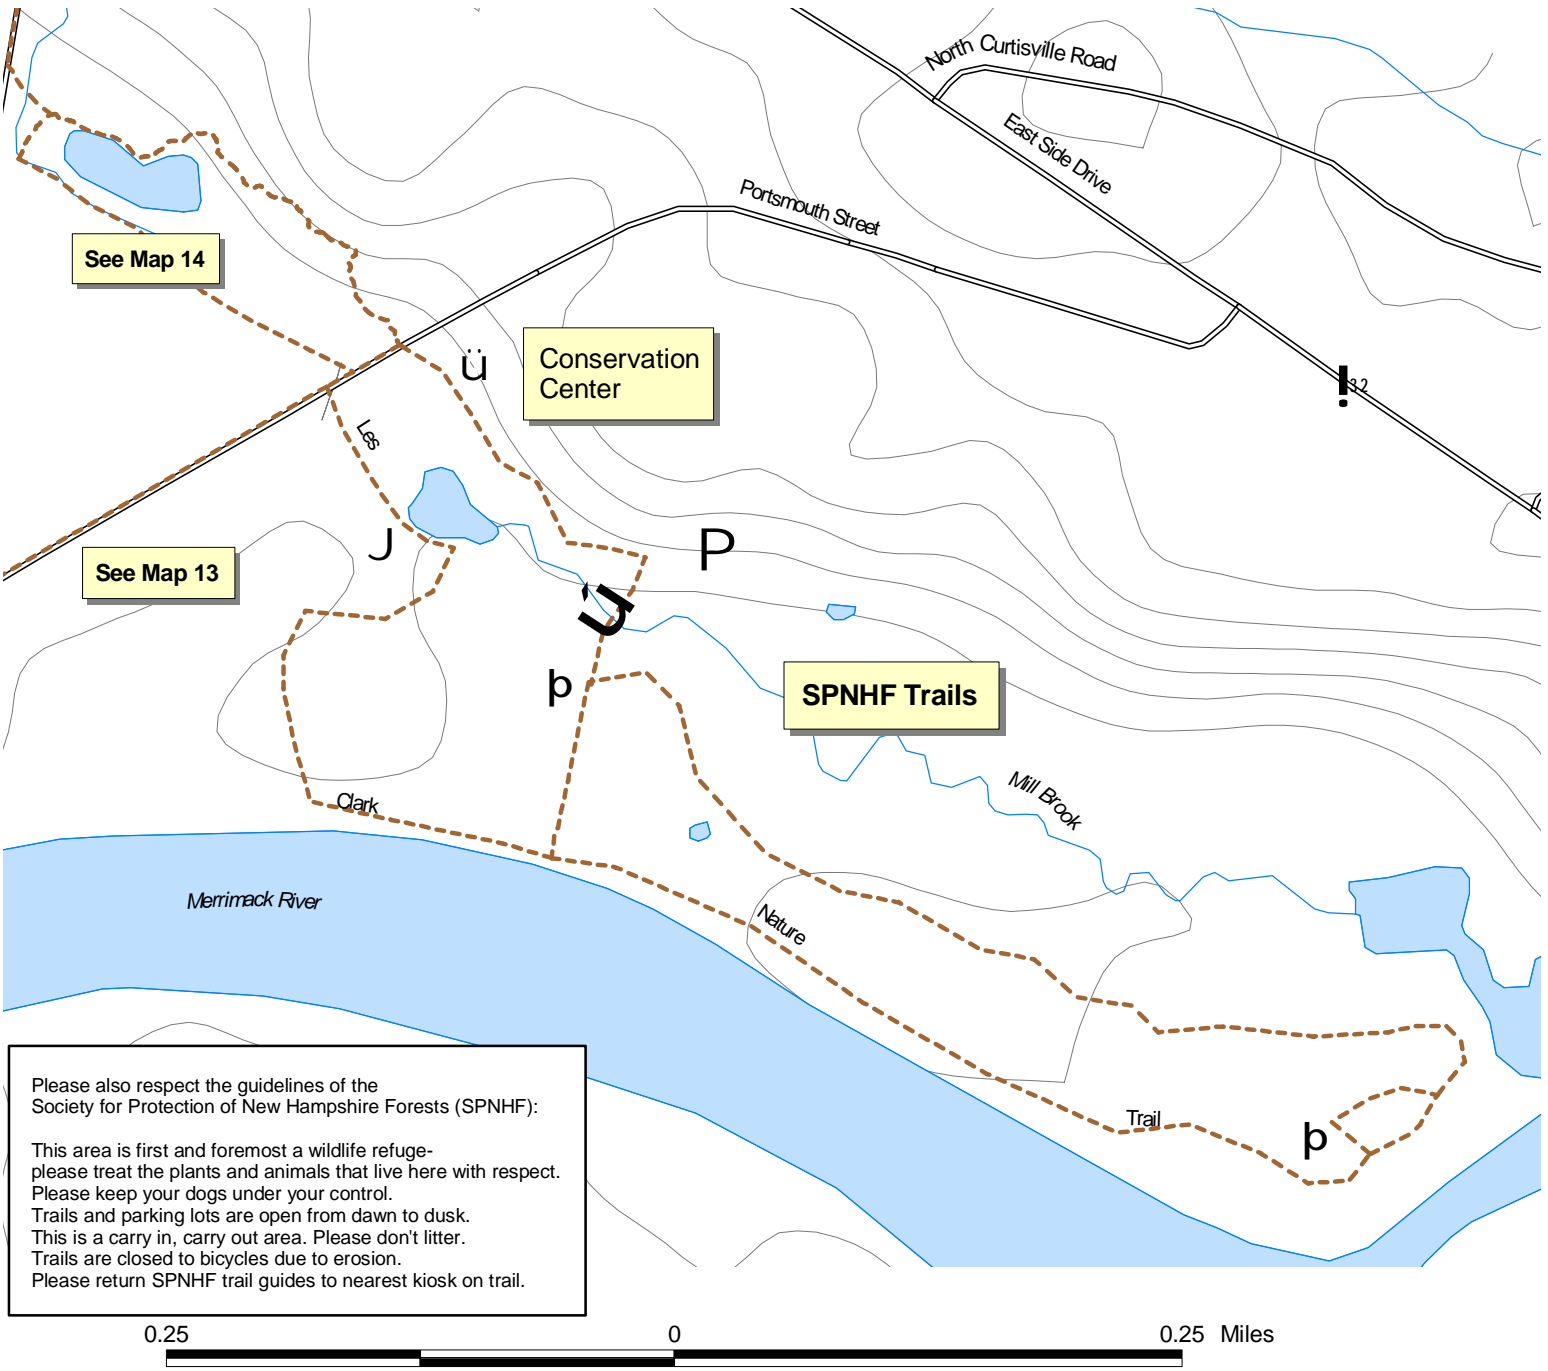 North Curtisville Road
East Side Drive
Portsmouth Street
See Map 14
ü
Conservation
Center
!
132
Les
J
P
See Map 13
ù
þ
SPNHF Trails
Mill Brook
Clark
Merrimack River
Nature
Trail
þ
Please also respect the guidelines of the
Society for Protection of New Hampshire Forests (SPNHF):
This area is first and foremost a wildlife refuge-
please treat the plants and animals that live here with respect.
Please keep your dogs under your control.
Trails and parking lots are open from dawn to dusk.
This is a carry in, carry out area. Please don't litter.
Trails are closed to bicycles due to erosion.
Please return SPNHF trail guides to nearest kiosk on trail.
0.25 0 0.25 Miles